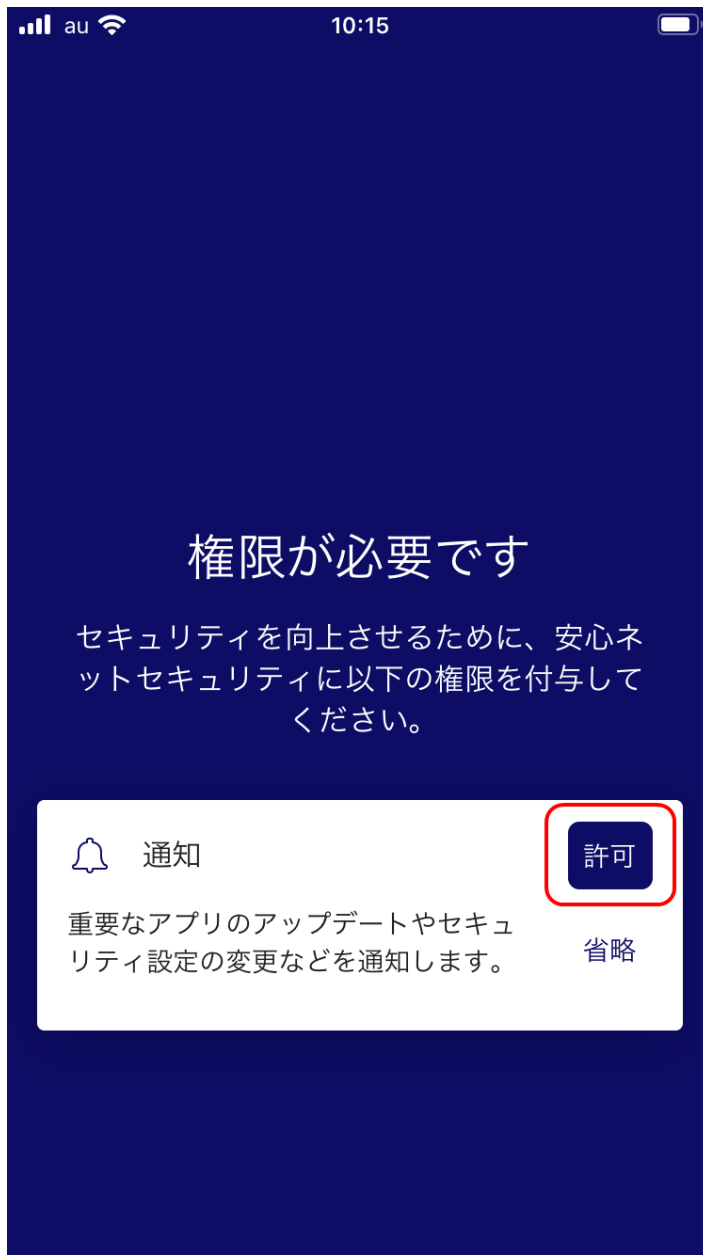 au 10:15
権限が必要です
セキュリティを向上させるために、安心ネ
ットセキュリティに以下の権限を付与して
ください。
通知 許可
重要なアプリのアップデートやセキュ
リティ設定の変更などを通知します。
省略